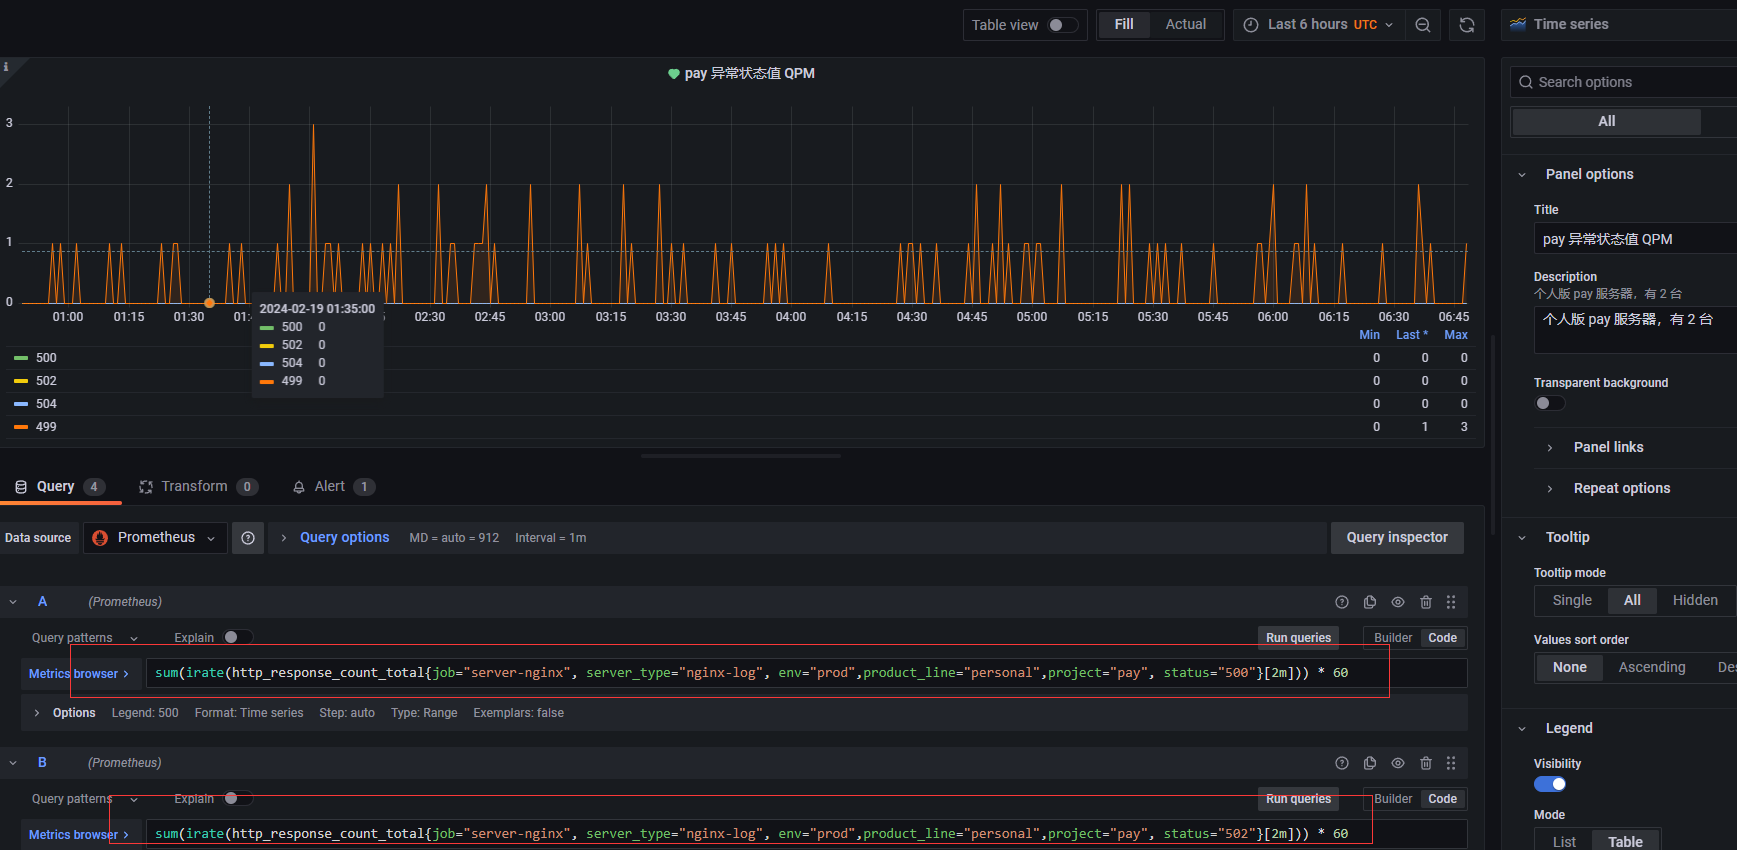 Table view
Fill
Actual
Last 6 hours UTC
Time series
i
pay 异常状态值 QPM
Search options
All
3
2
1
0
01:00 01:15 01:30 02:30 02:45 03:00 03:15 03:30 03:45 04:00 04:15 04:30 04:45 05:00 05:15 05:30 05:45 06:00 06:15 06:30 06:45
2024-02-19 01:35:00
500 0
502 0
504 0
499 0
Min Last * Max
500 0 0 0
502 0 0 0
504 0 0 0
499 0 1 3
Panel options
Title
pay 异常状态值 QPM
Description
个人版 pay 服务器，有 2 台
个人版 pay 服务器，有 2 台
Transparent background
Panel links
Repeat options
Query 4
Transform 0
Alert 1
Data source
Prometheus
Query options
MD = auto = 912
Interval = 1m
Query inspector
Tooltip
Tooltip mode
Single
All
Hidden
Values sort order
None
Ascending
Des
A (Prometheus)
Query patterns
Explain
Run queries
Builder
Code
Metrics browser >
sum(irate(http_response_count_total{job="server-nginx", server_type="nginx-log", env="prod",product_line="personal",project="pay", status="500"}[2m])) * 60
Options Legend: 500 Format: Time series Step: auto Type: Range Exemplars: false
B (Prometheus)
Query patterns
Explain
Run queries
Builder
Code
Metrics browser >
sum(irate(http_response_count_total{job="server-nginx", server_type="nginx-log", env="prod",product_line="personal",project="pay", status="502"}[2m])) * 60
Legend
Visibility
Mode
List
Table